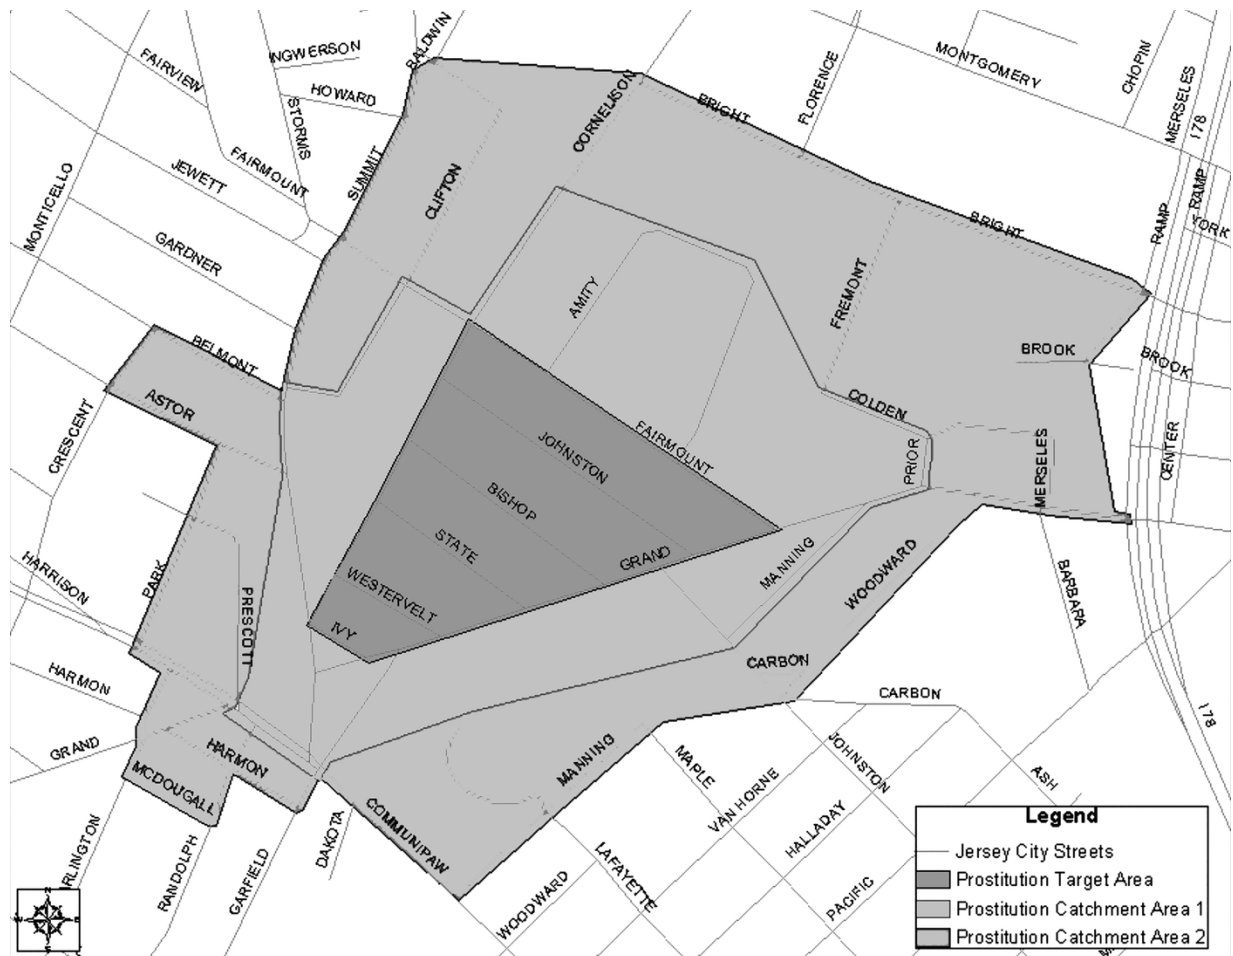 INGWERSON
BALDWIN
FAIRVIEW
HOWARD
STORMS
MONTGOMERY
CHOPIN
FLORENCE
MERSELES
178
CORNELISON
BRIGHT
FAIRMOUNT
JEWETT
SUMMIT
CLIFTON
MONTICELLO
RAMP
RAMP
YORK
BRIGHT
GARDNER
AMITY
FREMONT
BELMONT
BROOK
BROOK
ASTOR
CRESCENT
COLDEN
JOHNSTON
FAIRMOUNT
PRIOR
MERSELES
CENTER
BISHOP
STATE
GRAND
MANNING
WOODWARD
BARBARA
HARRISON
PARK
PRESCOTT
WESTERVELT
IVY
CARBON
HARMON
CARBON
178
GRAND
HARMON
MCDOUGALL
MANNING
MAPLE
JOHNSTON
ASH
VAN HORNE
HALLADAY
COMMUNIPAW
DAKOTA
RANDOLPH
GARFIELD
LAFAYETTE
WOODWARD
PACIFIC
RLINGTON
N
W
E
S
Legend
Jersey City Streets
Prostitution Target Area
Prostitution Catchment Area 1
Prostitution Catchment Area 2